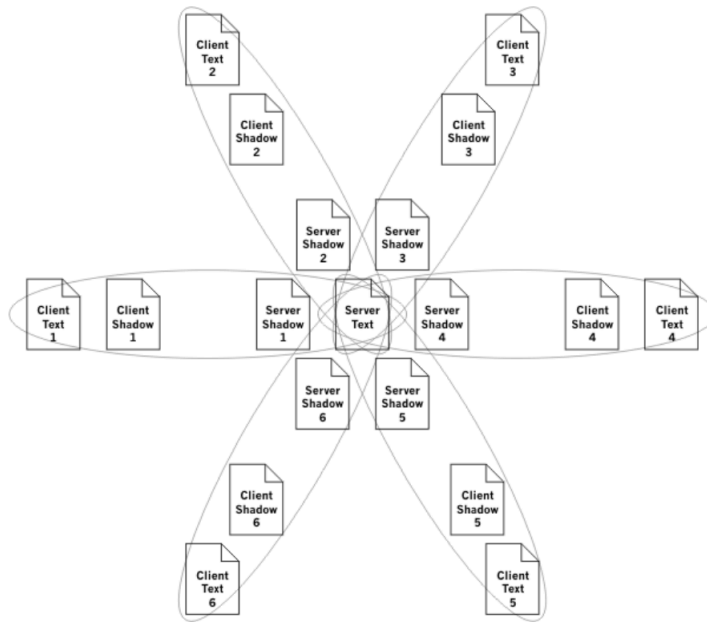 Client
Text
2
Client
Text
3
Client
Shadow
2
Client
Shadow
3
Server
Shadow
2
Server
Shadow
3
Client
Text
1
Client
Shadow
1
Server
Shadow
1
Server
Text
Server
Shadow
4
Client
Shadow
4
Client
Text
4
Server
Shadow
6
Server
Shadow
5
Client
Shadow
6
Client
Shadow
5
Client
Text
6
Client
Text
5